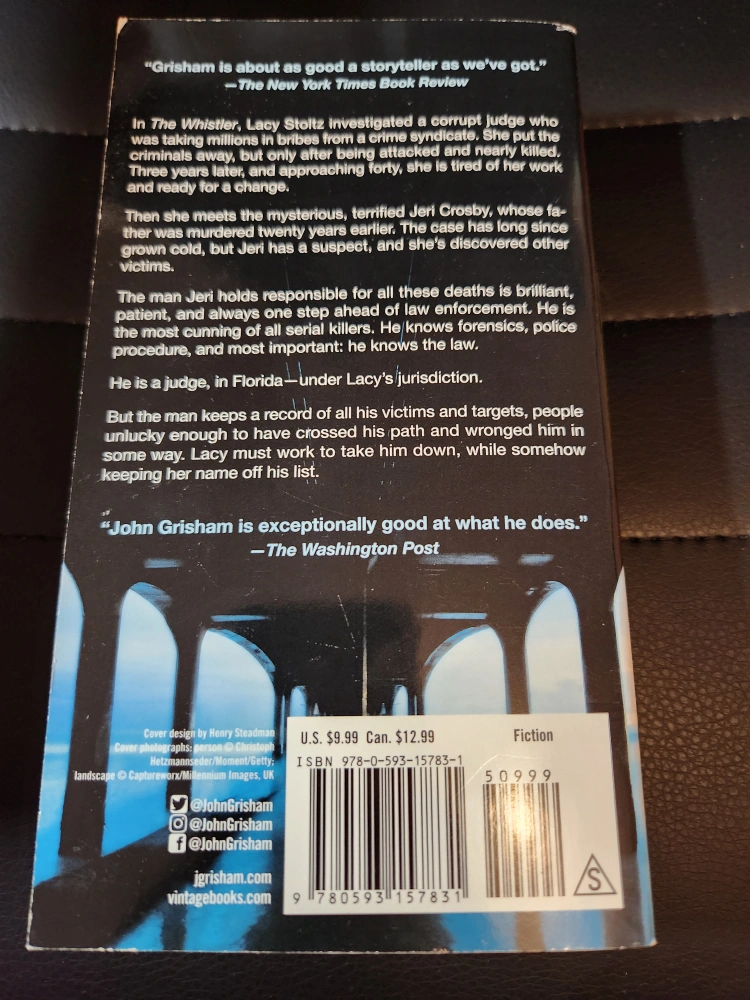 “Grisham is about as good a storyteller as we’ve got.”
—The New York Times Book Review
In The Whistler, Lacy Stoltz investigated a corrupt judge who
was taking millions in bribes from a crime syndicate. She put the
criminals away, but only after being attacked and nearly killed.
Three years later, and approaching forty, she is tired of her work
and ready for a change.
Then she meets the mysterious, terrified Jeri Crosby, whose fa-
ther was murdered twenty years earlier. The case has long since
grown cold, but Jeri has a suspect, and she’s discovered other
victims.
The man Jeri holds responsible for all these deaths is brilliant,
patient, and always one step ahead of law enforcement. He is
the most cunning of all serial killers. He knows forensics, police
procedure, and most important: he knows the law.
He is a judge, in Florida—under Lacy’s jurisdiction.
But the man keeps a record of all his victims and targets, people
unlucky enough to have crossed his path and wronged him in
some way. Lacy must work to take him down, while somehow
keeping her name off his list.
“John Grisham is exceptionally good at what he does.”
—The Washington Post
Cover design by Henry Steadman
Cover photographs: person © Christoph
Hetzmannseder/Moment/Getty;
landscape © Captureworx/Millennium Images, UK
@JohnGrisham
@JohnGrisham
@JohnGrisham
jgrisham.com
vintagebooks.com
U.S. $9.99 Can. $12.99 Fiction
ISBN 978-0-593-15783-1
50999
9 780593 157831
S